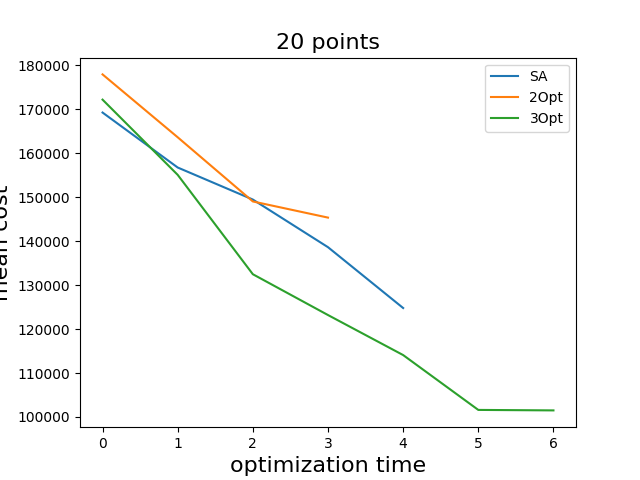 20 points
180000
170000
160000
150000
140000
130000
120000
110000
100000
mean cost
0 1 2 3 4 5 6
optimization time
SA
2Opt
3Opt